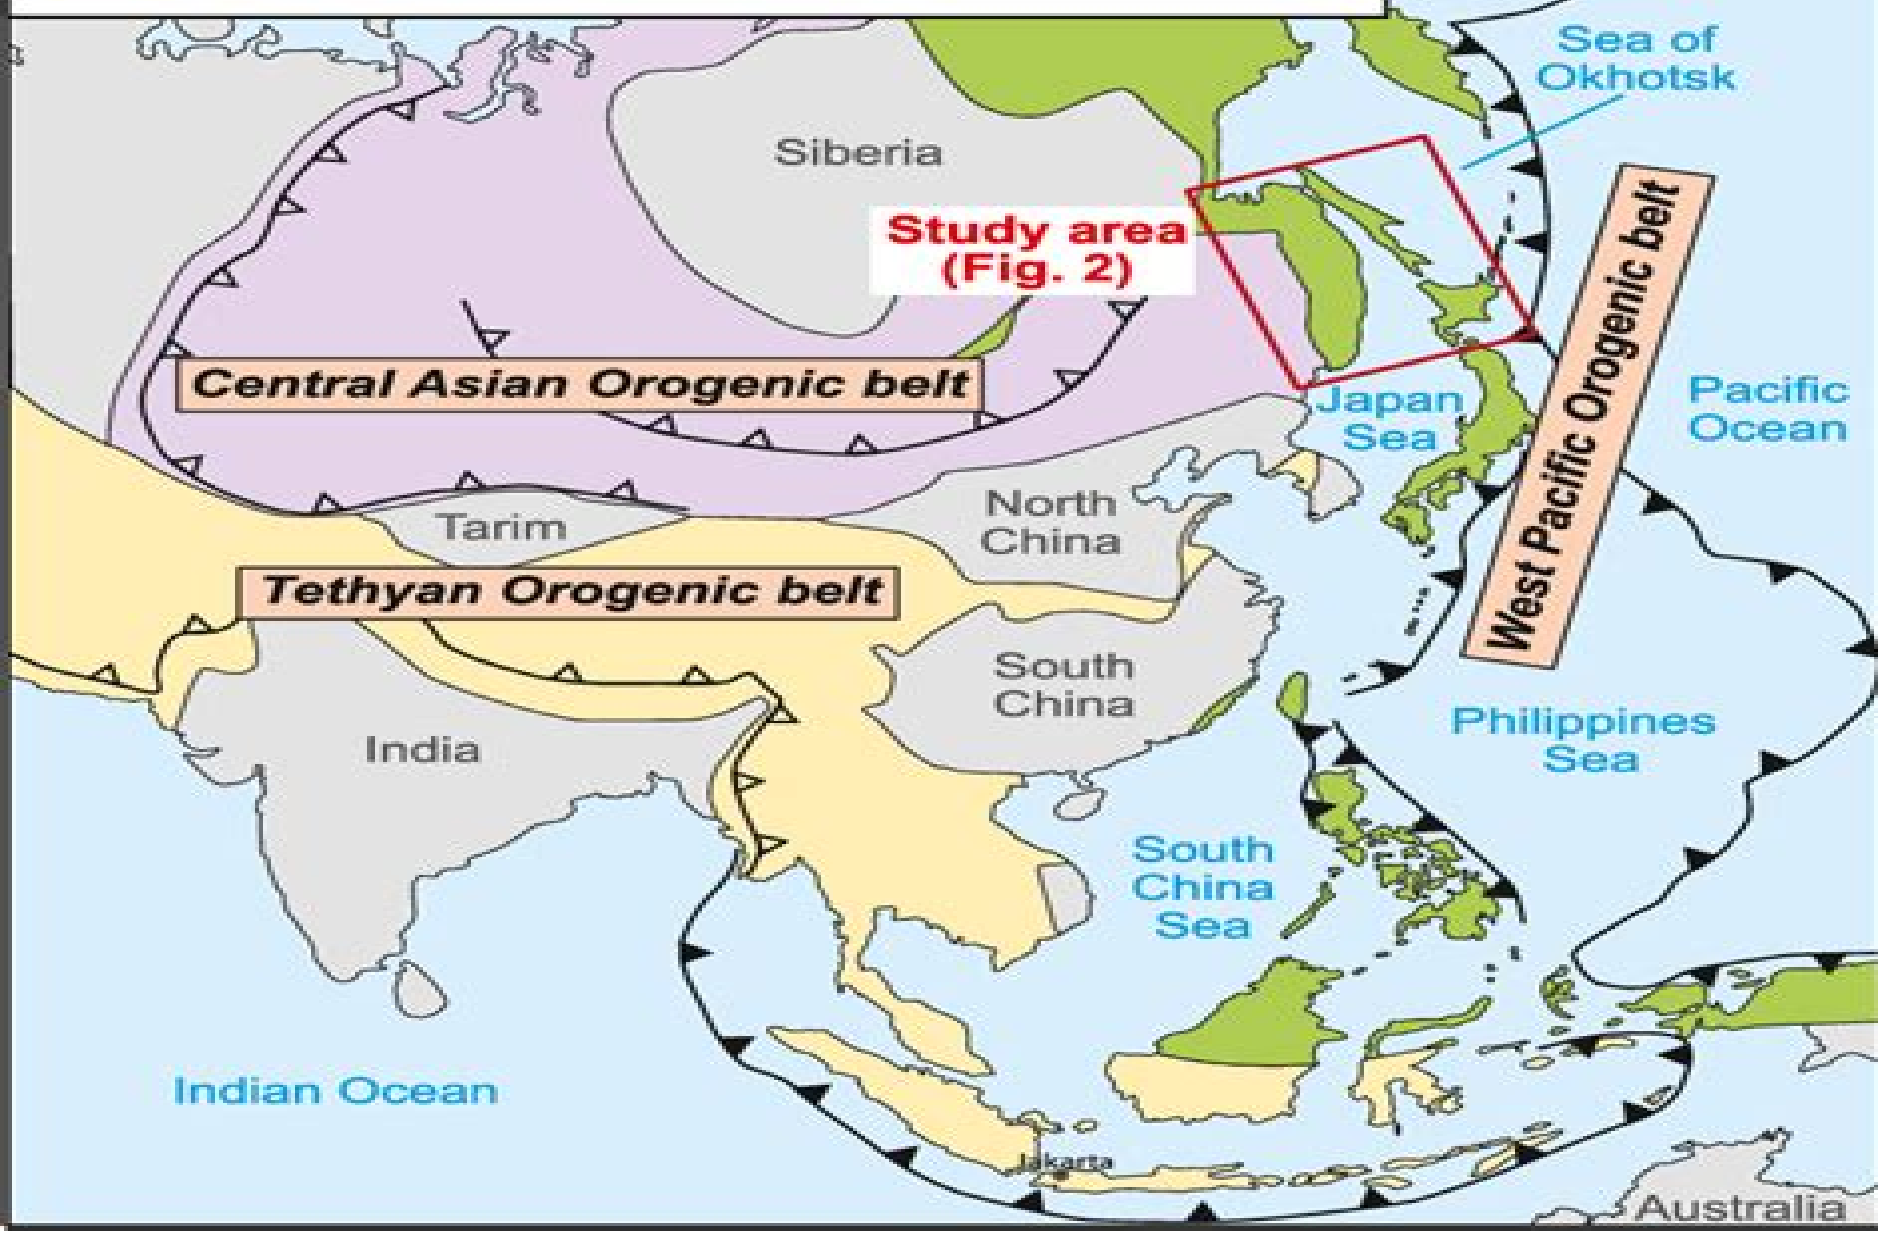 Sea of
Okhotsk
Siberia
Study area
(Fig. 2)
Central Asian Orogenic belt
West Pacific Orogenic belt
Pacific
Ocean
Japan
Sea
North
China
Tarim
Tethyan Orogenic belt
South
China
India
Philippines
Sea
South
China
Sea
Indian Ocean
Jakarta
Australia